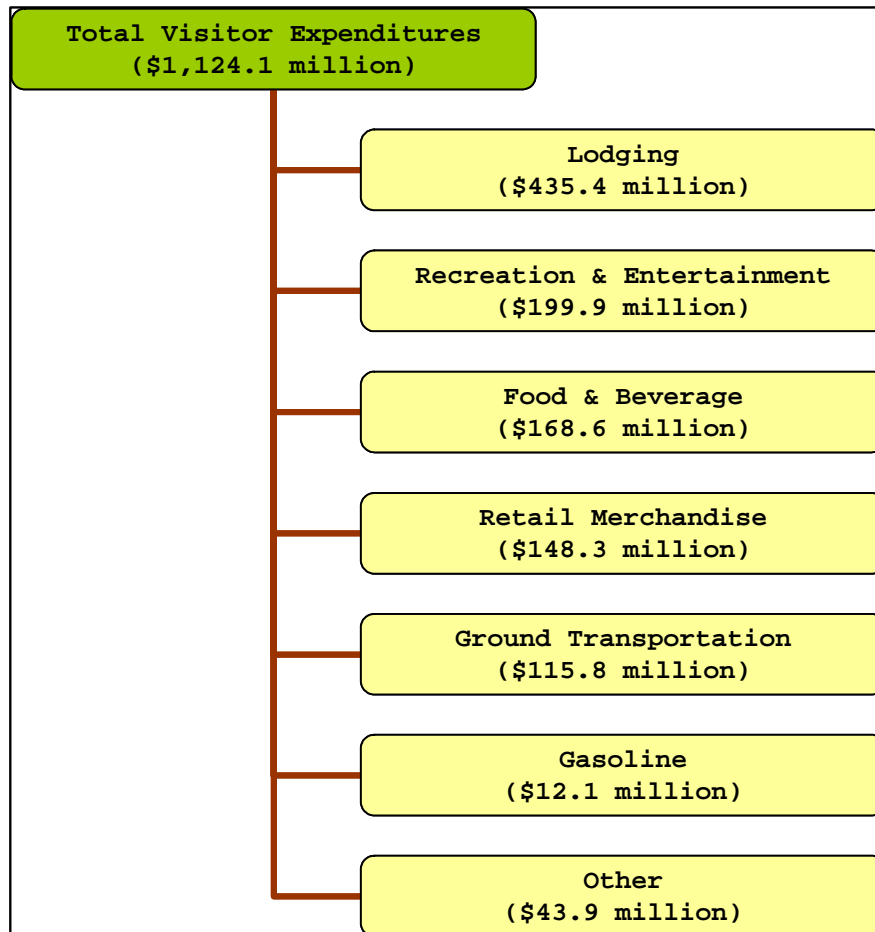 Total Visitor Expenditures
($1,124.1 million)
Lodging
($435.4 million)
Recreation & Entertainment
($199.9 million)
Food & Beverage
($168.6 million)
Retail Merchandise
($148.3 million)
Ground Transportation
($115.8 million)
Gasoline
($12.1 million)
Other
($43.9 million)